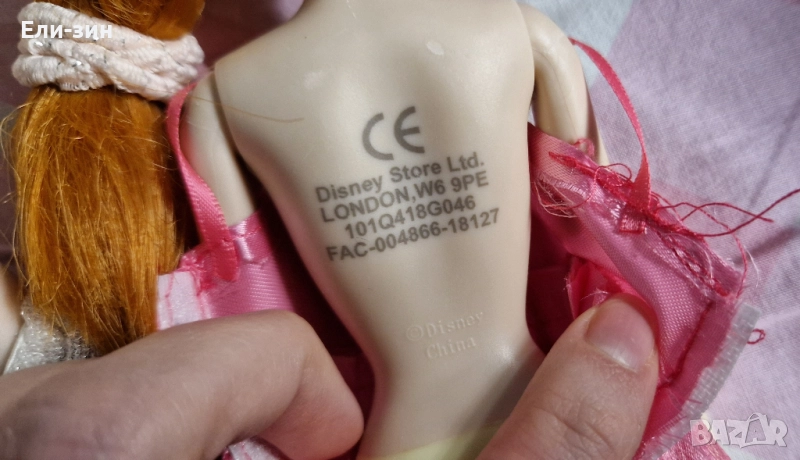 Ели-зин
CE
Disney Store Ltd.
LONDON,W6 9PE
101Q418G046
FAC-004866-18127
©Disney
China
BAZAR